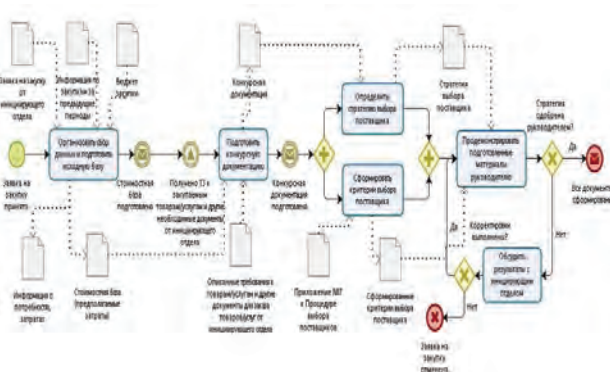 Заявка на закупку
от
инициирующего
отдела
Информация по
закупкам за
предыдущие
периоды
Бюджет
закупки
Конкурсная
документация
Стратегия
выбора
поставщика
Определить
стратегию выбора
поставщика
Стратегия
одобрена
руководителем?
Да
Организовать сбор
данных и подготовить
исходную базу
Подготовить
конкурсную
документацию
Продемонстрировать
подготовленные
материалы
руководителю
Заявка на
закупку
принята
Стоимостная
база
подготовлена
Получено ТЗ к
закупаемым
товарам/услугам и другие
необходимые документы
от инициирующего
отдела
Конкурсная
документация
подготовлена
Сформировать
критерии выбора
поставщика
Все документы
сформированы
Да
Корректировки
выполнены?
Нет
Обсудить
результаты с
инициирующим
отделом
Информация о
потребности,
затратах
Стоимостная база
(предполагаемые
затраты)
Описанные требования к
товарам/услугам и другие
документы для заказа
товаров/услуг от
инициирующего отдела
Приложение №7
к Процедуре
выбора
поставщиков
Сформированные
критерии выбора
поставщика
Нет
Заявка на
закупку
отменена